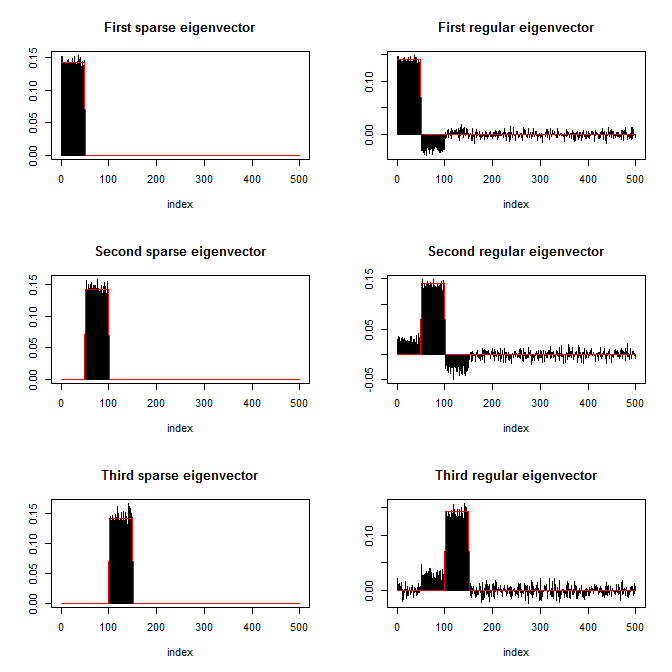 First sparse eigenvector
0.00 0.05 0.10 0.15
0 100 200 300 400 500
index
First regular eigenvector
0.00 0.10
0 100 200 300 400 500
index
Second sparse eigenvector
0.00 0.05 0.10 0.15
0 100 200 300 400 500
index
Second regular eigenvector
-0.05 0.05 0.15
0 100 200 300 400 500
index
Third sparse eigenvector
0.00 0.05 0.10 0.15
0 100 200 300 400 500
index
Third regular eigenvector
0.00 0.10
0 100 200 300 400 500
index